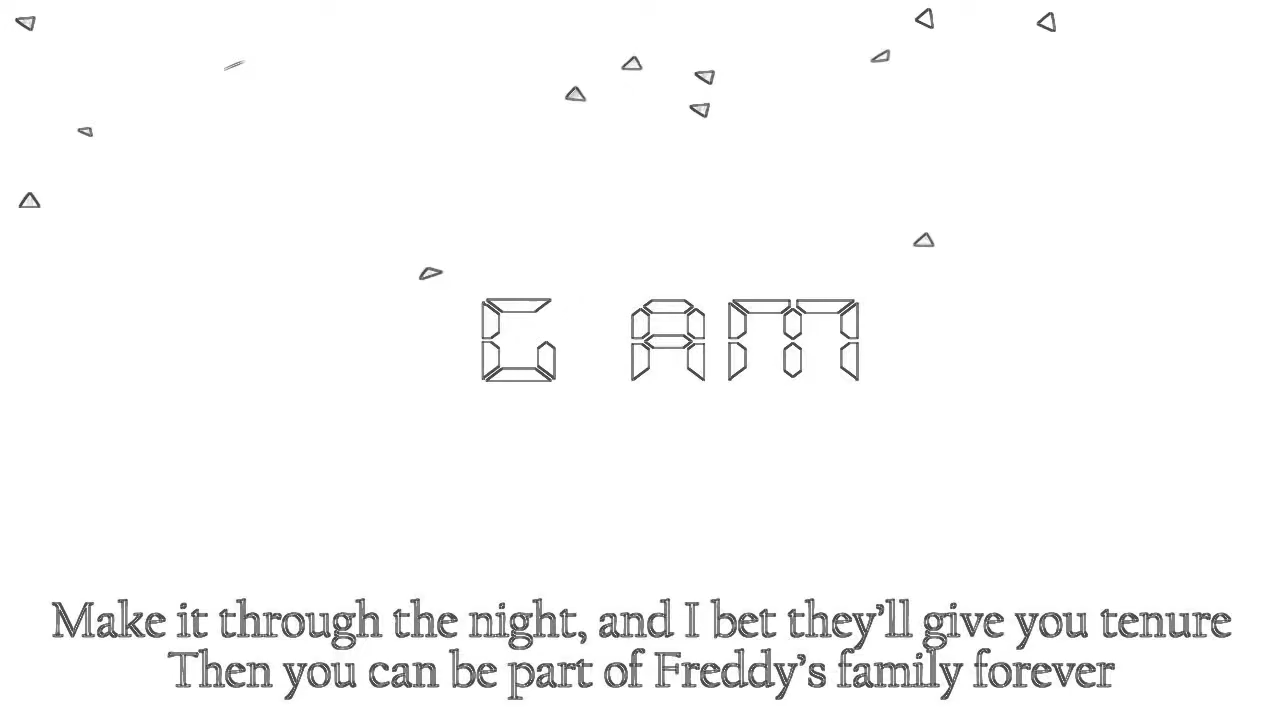 6 AM
Make it through the night, and I bet they'll give you tenure
Then you can be part of Freddy's family forever